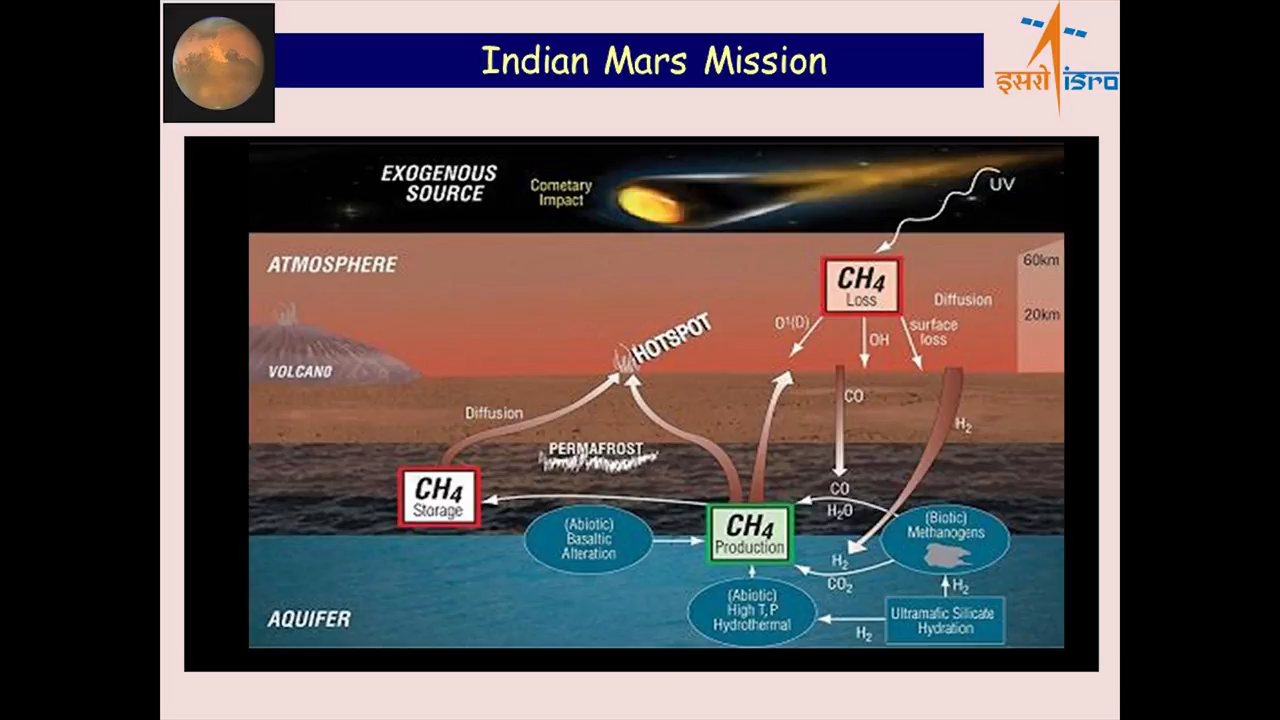 Indian Mars Mission
इसरो isro
EXOGENOUS
SOURCE
Cometary
Impact
UV
ATMOSPHERE
60km
CH4
Loss
Diffusion
20km
O¹(D)
OH
surface
loss
HOTSPOT
VOLCANO
CO
Diffusion
H2
PERMAFROST
CH4
Storage
CO
H2O
(Abiotic)
Basaltic
Alteration
CH4
Production
(Biotic)
Methanogens
H2
CO2
H2
(Abiotic)
High T, P
Hydrothermal
Ultramafic Silicate
Hydration
H2
AQUIFER